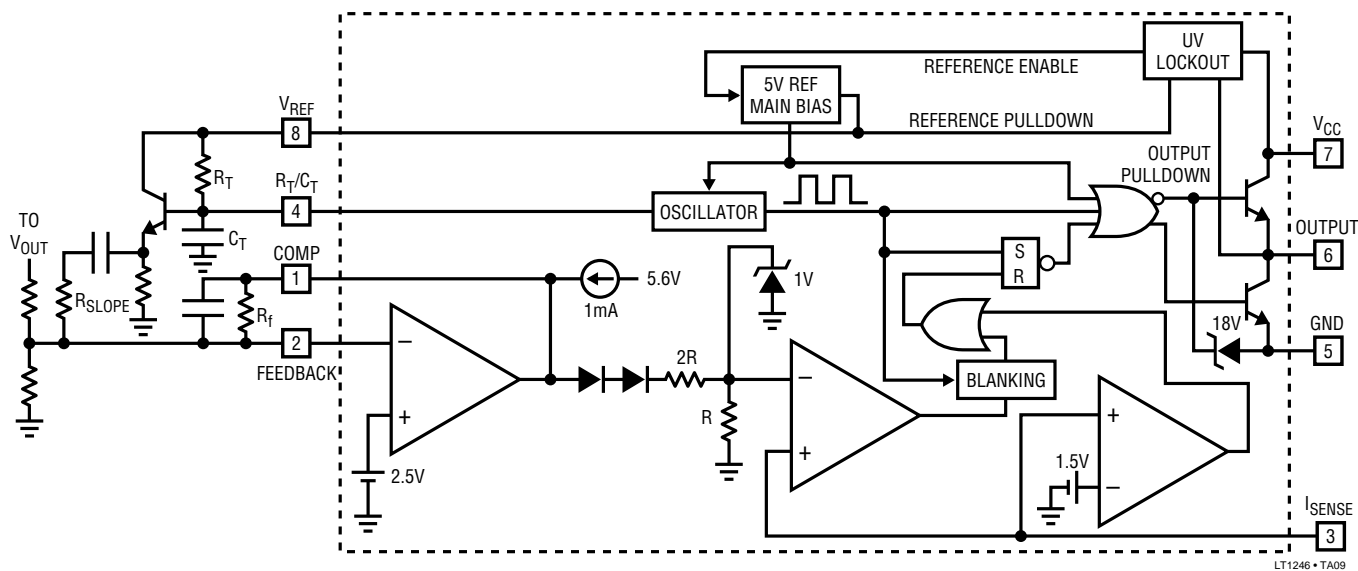 UV
LOCKOUT
REFERENCE ENABLE
5V REF
MAIN BIAS
V_REF
8
REFERENCE PULLDOWN
V_CC
7
OUTPUT
PULLDOWN
R_T
R_T/C_T
4
OSCILLATOR
TO
V_OUT
C_T
COMP
1
5.6V
1mA
1V
S
R
OUTPUT
6
R_SLOPE
R_f
2
FEEDBACK
–
+
2.5V
2R
R
–
+
BLANKING
18V
GND
5
+
–
1.5V
I_SENSE
3
LT1246 • TA09